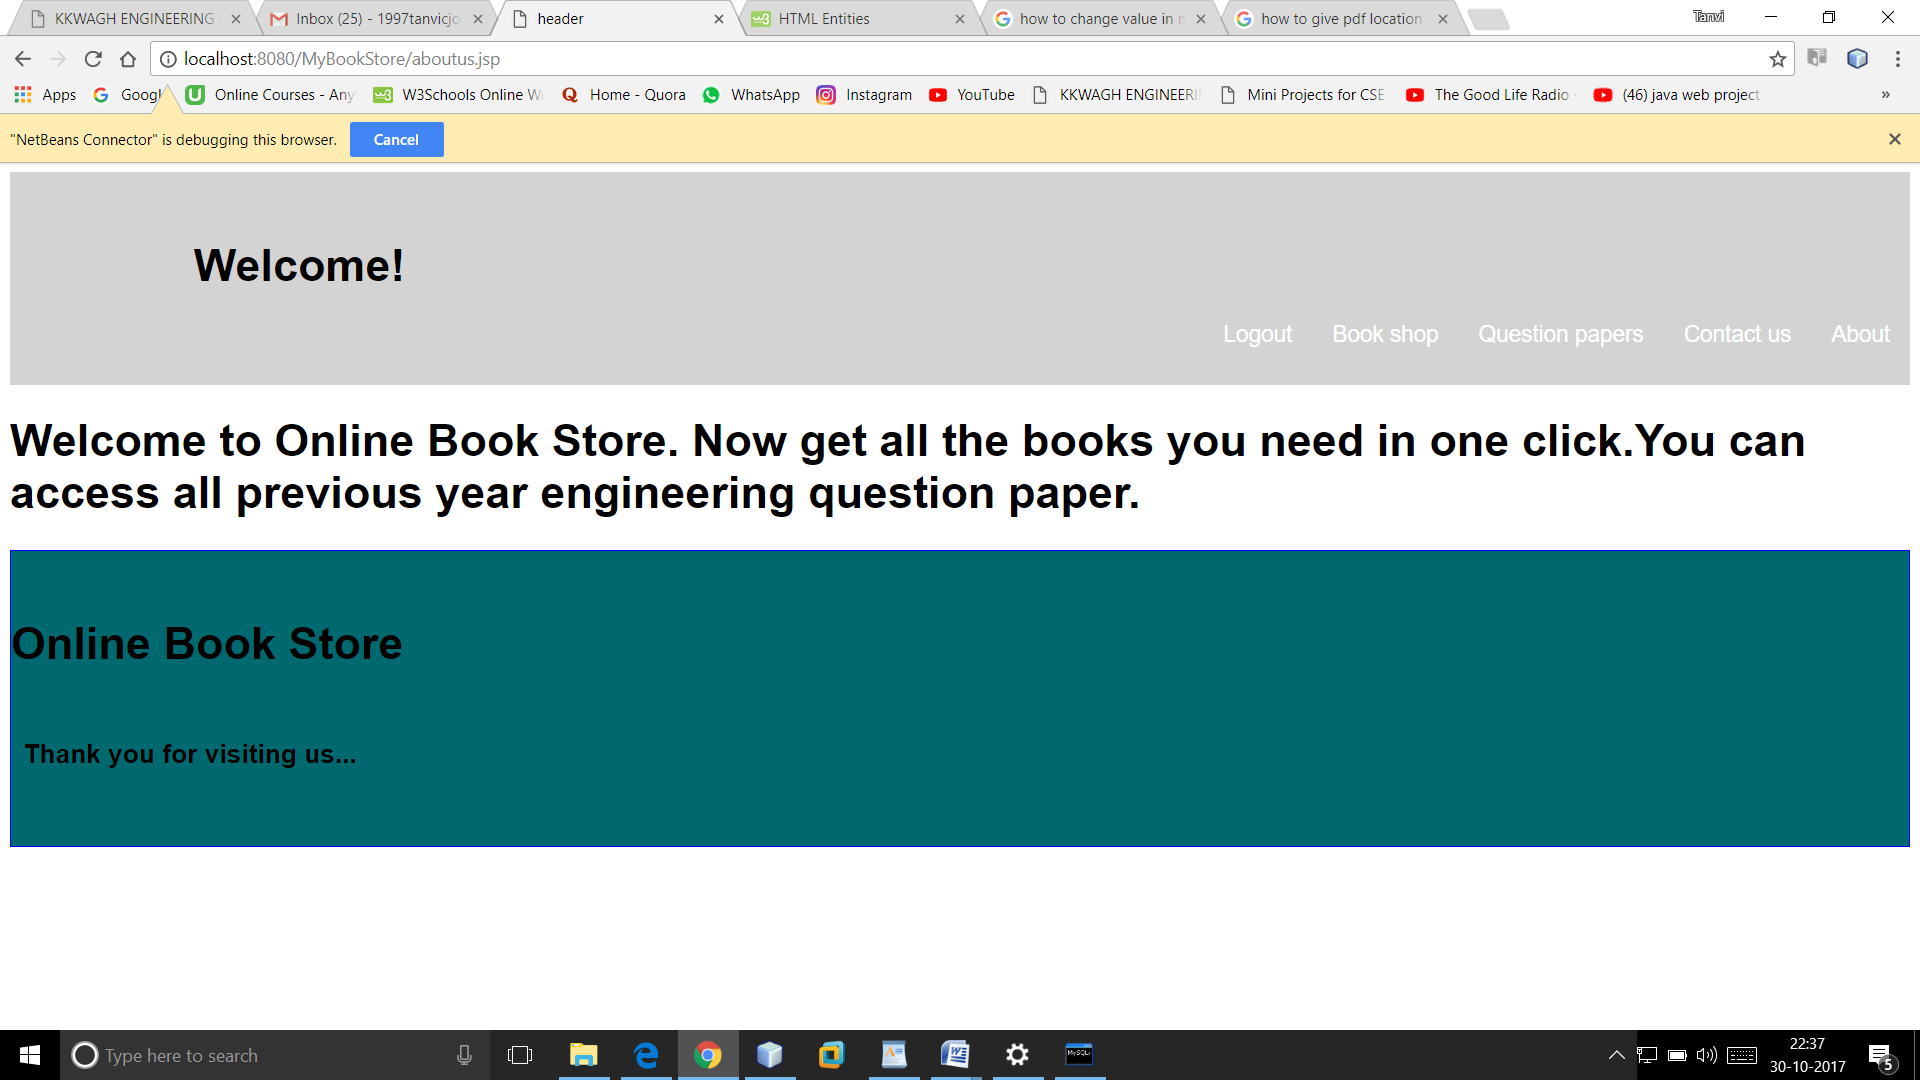 KKWAGH ENGINEERING
Inbox (25) - 1997tanvicjo
header
HTML Entities
how to change value in
how to give pdf location
Tanvi
localhost:8080/MyBookStore/aboutus.jsp
Apps
Googl
Online Courses - Any
W3Schools Online We
Home - Quora
WhatsApp
Instagram
YouTube
KKWAGH ENGINEERI
Mini Projects for CSE
The Good Life Radio
(46) java web project
»
"NetBeans Connector" is debugging this browser.
Cancel
Welcome!
Logout Book shop Question papers Contact us About
Welcome to Online Book Store. Now get all the books you need in one click.You can
access all previous year engineering question paper.
Online Book Store
Thank you for visiting us...
Type here to search
22:37
30-10-2017
5